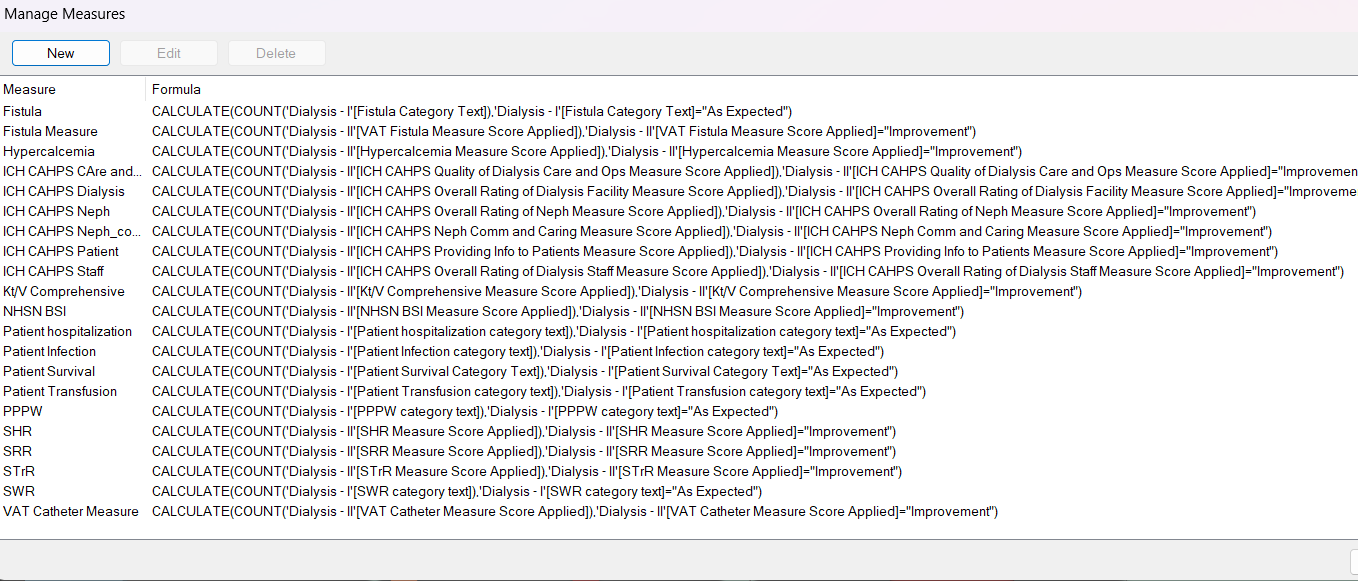 Manage Measures
New Edit Delete
Measure Formula
Fistula CALCULATE(COUNT('Dialysis - I'[Fistula Category Text]),'Dialysis - I'[Fistula Category Text]="As Expected")
Fistula Measure CALCULATE(COUNT('Dialysis - II'[VAT Fistula Measure Score Applied]),'Dialysis - II'[VAT Fistula Measure Score Applied]="Improvement")
Hypercalcemia CALCULATE(COUNT('Dialysis - II'[Hypercalcemia Measure Score Applied]),'Dialysis - II'[Hypercalcemia Measure Score Applied]="Improvement")
ICH CAHPS CAre and... CALCULATE(COUNT('Dialysis - II'[ICH CAHPS Quality of Dialysis Care and Ops Measure Score Applied]),'Dialysis - II'[ICH CAHPS Quality of Dialysis Care and Ops Measure Score Applied]="Improvemen
ICH CAHPS Dialysis CALCULATE(COUNT('Dialysis - II'[ICH CAHPS Overall Rating of Dialysis Facility Measure Score Applied]),'Dialysis - II'[ICH CAHPS Overall Rating of Dialysis Facility Measure Score Applied]="Improveme
ICH CAHPS Neph CALCULATE(COUNT('Dialysis - II'[ICH CAHPS Overall Rating of Neph Measure Score Applied]),'Dialysis - II'[ICH CAHPS Overall Rating of Neph Measure Score Applied]="Improvement")
ICH CAHPS Neph_co... CALCULATE(COUNT('Dialysis - II'[ICH CAHPS Neph Comm and Caring Measure Score Applied]),'Dialysis - II'[ICH CAHPS Neph Comm and Caring Measure Score Applied]="Improvement")
ICH CAHPS Patient CALCULATE(COUNT('Dialysis - II'[ICH CAHPS Providing Info to Patients Measure Score Applied]),'Dialysis - II'[ICH CAHPS Providing Info to Patients Measure Score Applied]="Improvement")
ICH CAHPS Staff CALCULATE(COUNT('Dialysis - II'[ICH CAHPS Overall Rating of Dialysis Staff Measure Score Applied]),'Dialysis - II'[ICH CAHPS Overall Rating of Dialysis Staff Measure Score Applied]="Improvement")
Kt/V Comprehensive CALCULATE(COUNT('Dialysis - II'[Kt/V Comprehensive Measure Score Applied]),'Dialysis - II'[Kt/V Comprehensive Measure Score Applied]="Improvement")
NHSN BSI CALCULATE(COUNT('Dialysis - II'[NHSN BSI Measure Score Applied]),'Dialysis - II'[NHSN BSI Measure Score Applied]="Improvement")
Patient hospitalization CALCULATE(COUNT('Dialysis - I'[Patient hospitalization category text]),'Dialysis - I'[Patient hospitalization category text]="As Expected")
Patient Infection CALCULATE(COUNT('Dialysis - I'[Patient Infection category text]),'Dialysis - I'[Patient Infection category text]="As Expected")
Patient Survival CALCULATE(COUNT('Dialysis - I'[Patient Survival Category Text]),'Dialysis - I'[Patient Survival Category Text]="As Expected")
Patient Transfusion CALCULATE(COUNT('Dialysis - I'[Patient Transfusion category text]),'Dialysis - I'[Patient Transfusion category text]="As Expected")
PPPW CALCULATE(COUNT('Dialysis - I'[PPPW category text]),'Dialysis - I'[PPPW category text]="As Expected")
SHR CALCULATE(COUNT('Dialysis - II'[SHR Measure Score Applied]),'Dialysis - II'[SHR Measure Score Applied]="Improvement")
SRR CALCULATE(COUNT('Dialysis - II'[SRR Measure Score Applied]),'Dialysis - II'[SRR Measure Score Applied]="Improvement")
STrR CALCULATE(COUNT('Dialysis - II'[STrR Measure Score Applied]),'Dialysis - II'[STrR Measure Score Applied]="Improvement")
SWR CALCULATE(COUNT('Dialysis - I'[SWR category text]),'Dialysis - I'[SWR category text]="As Expected")
VAT Catheter Measure CALCULATE(COUNT('Dialysis - II'[VAT Catheter Measure Score Applied]),'Dialysis - II'[VAT Catheter Measure Score Applied]="Improvement")